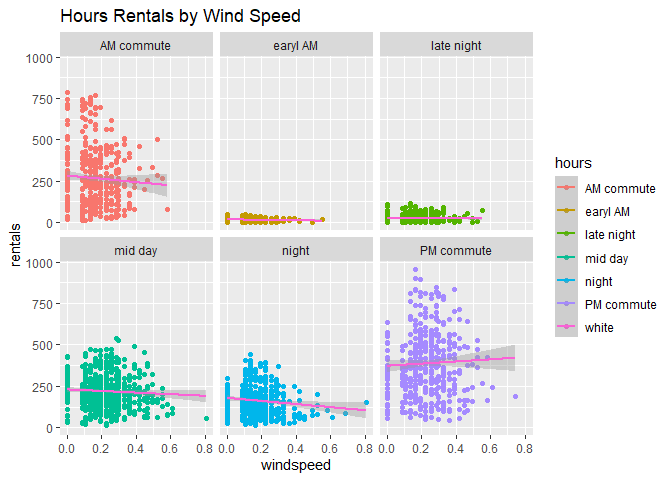 Hours Rentals by Wind Speed
AM commute
earyl AM
late night
1000
750
500
250
0
mid day
night
PM commute
1000
750
500
250
0
0.0 0.2 0.4 0.6 0.8
0.0 0.2 0.4 0.6 0.8
0.0 0.2 0.4 0.6 0.8
windspeed
rentals
hours
AM commute
earyl AM
late night
mid day
night
PM commute
white